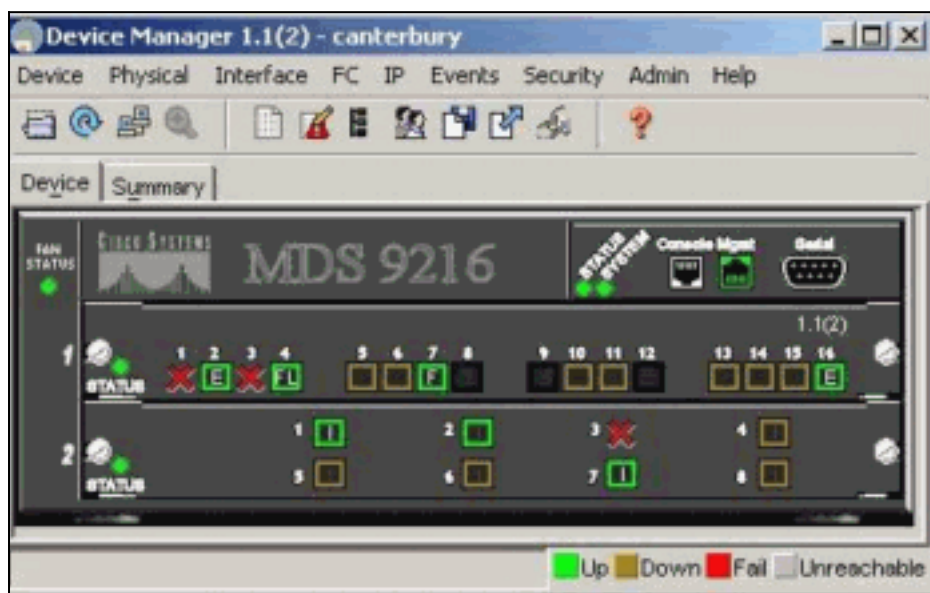 Device Manager 1.1(2) - canterbury
Device Physical Interface FC IP Events Security Admin Help
Device Summary
FAN STATUS
CISCO SYSTEMS
MDS 9216
STATUS
SYSTEM
Console Mgmt Serial
1.1(2)
1 2 3 4 5 6 7 8 9 10 11 12 13 14 15 16
1
STATUS
E FL F E
1 2 3 4
2
STATUS
5 6 7 8
Up Down Fail Unreachable